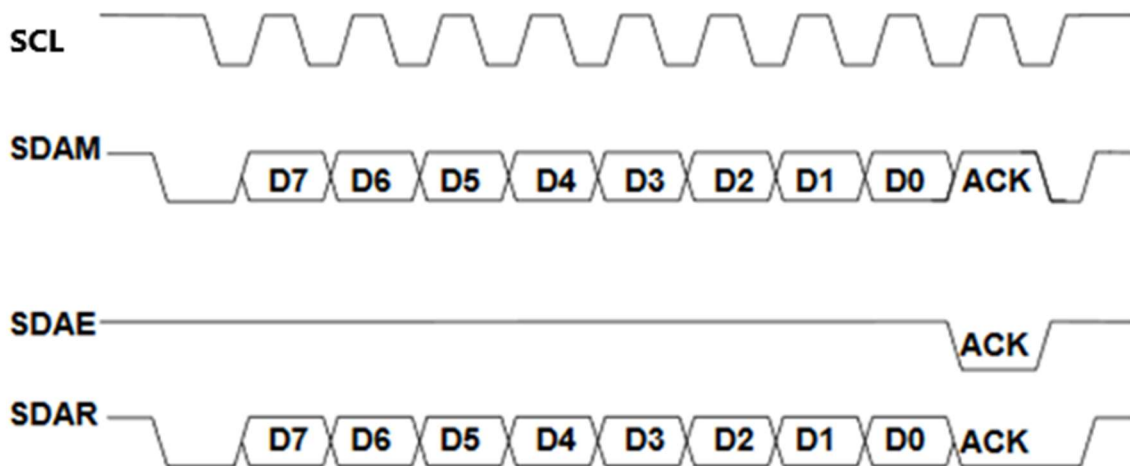 SCL
SDAM D7 D6 D5 D4 D3 D2 D1 D0 ACK
SDAE ACK
SDAR D7 D6 D5 D4 D3 D2 D1 D0 ACK